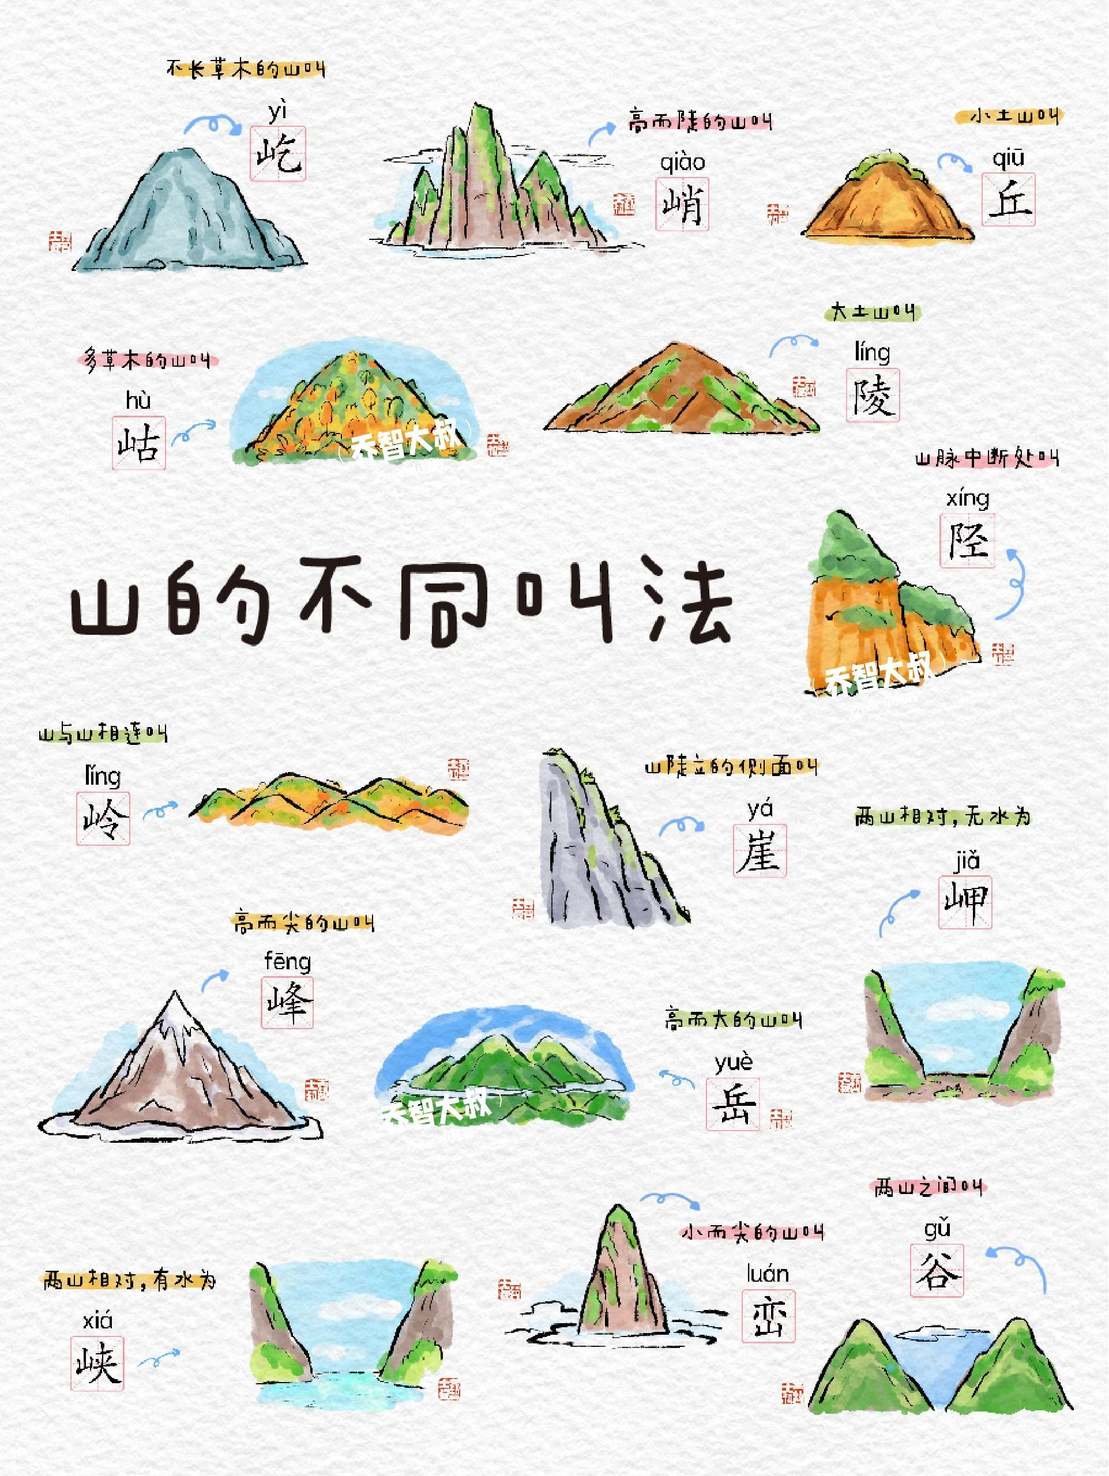 不长草木的山叫
yì
屹
高而陡的山叫
qiào
峭
小土山叫
qiū
丘
多草木的山叫
hù
岵
乔智大叔
大土山叫
líng
陵
山脉中断处叫
xíng
陉
乔智大叔
山的不同叫法
山与山相连叫
lǐng
岭
山陡立的侧面叫
yá
崖
两山相对,无水为
jiǎ
岬
高而尖的山叫
fēng
峰
高而大的山叫
yuè
岳
乔智大叔
两山相对,有水为
xiá
峡
小而尖的山叫
luán
峦
两山之间叫
gǔ
谷